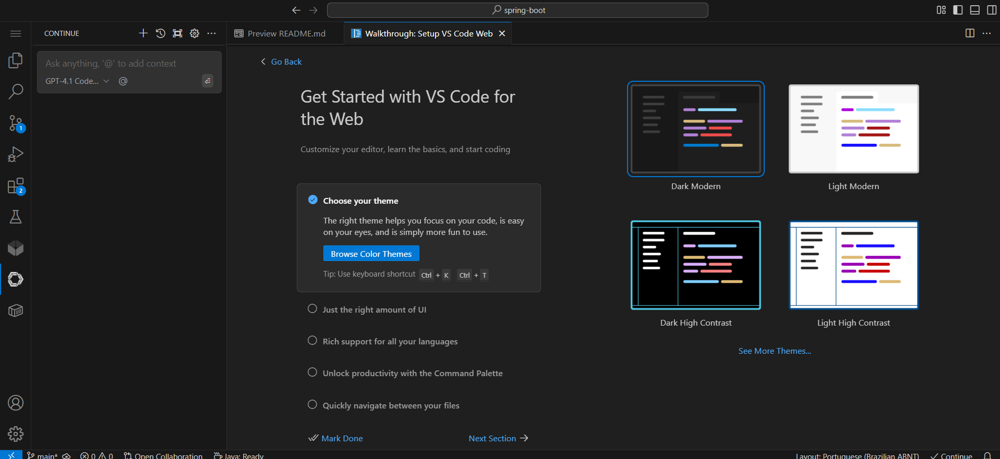 spring-boot
CONTINUE
Preview README.md
Walkthrough: Setup VS Code Web
Ask anything, '@' to add context
GPT-4.1 Code...
@
1
2
Go Back
Get Started with VS Code for
the Web
Customize your editor, learn the basics, and start coding
Choose your theme
The right theme helps you focus on your code, is easy
on your eyes, and is simply more fun to use.
Browse Color Themes
Tip: Use keyboard shortcut Ctrl + K Ctrl + T
Just the right amount of UI
Rich support for all your languages
Unlock productivity with the Command Palette
Quickly navigate between your files
Mark Done
Next Section
Dark Modern
Light Modern
Dark High Contrast
Light High Contrast
See More Themes...
main* 0 0 Open Collaboration Java: Ready Layout: Portuguese (Brazilian ABNT) Continue